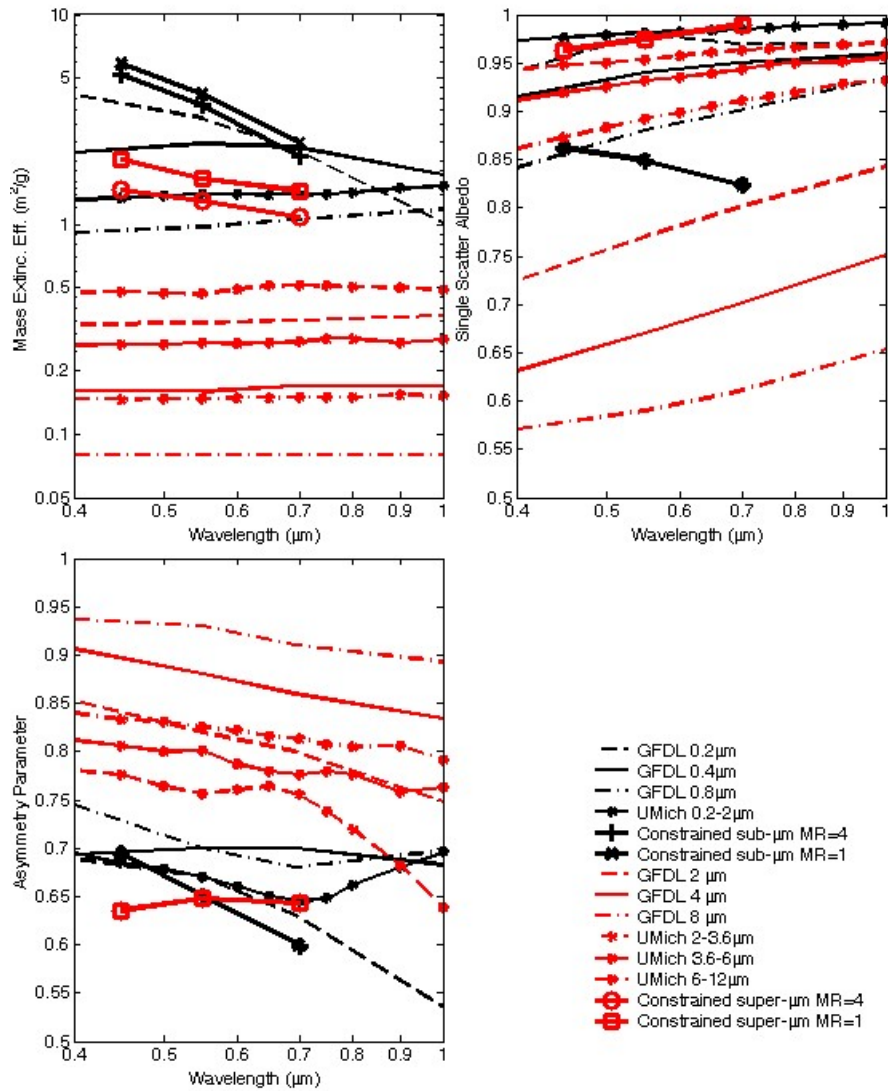 10
5
1
0.5
0.2
0.1
0.05
Mass Extinc. Eff. (m²/g)
0.4 0.5 0.6 0.7 0.8 0.9 1
Wavelength (µm)
1
0.95
0.9
0.85
0.8
0.75
0.7
0.65
0.6
0.55
0.5
Single Scatter Albedo
0.4 0.5 0.6 0.7 0.8 0.9 1
Wavelength (µm)
1
0.95
0.9
0.85
0.8
0.75
0.7
0.65
0.6
0.55
0.5
Asymmetry Parameter
0.4 0.5 0.6 0.7 0.8 0.9 1
Wavelength (µm)
GFDL 0.2µm
GFDL 0.4µm
GFDL 0.8µm
UMich 0.2-2µm
Constrained sub-µm MR=4
Constrained sub-µm MR=1
GFDL 2 µm
GFDL 4 µm
GFDL 8 µm
UMich 2-3.6µm
UMich 3.6-6µm
UMich 6-12µm
Constrained super-µm MR=4
Constrained super-µm MR=1